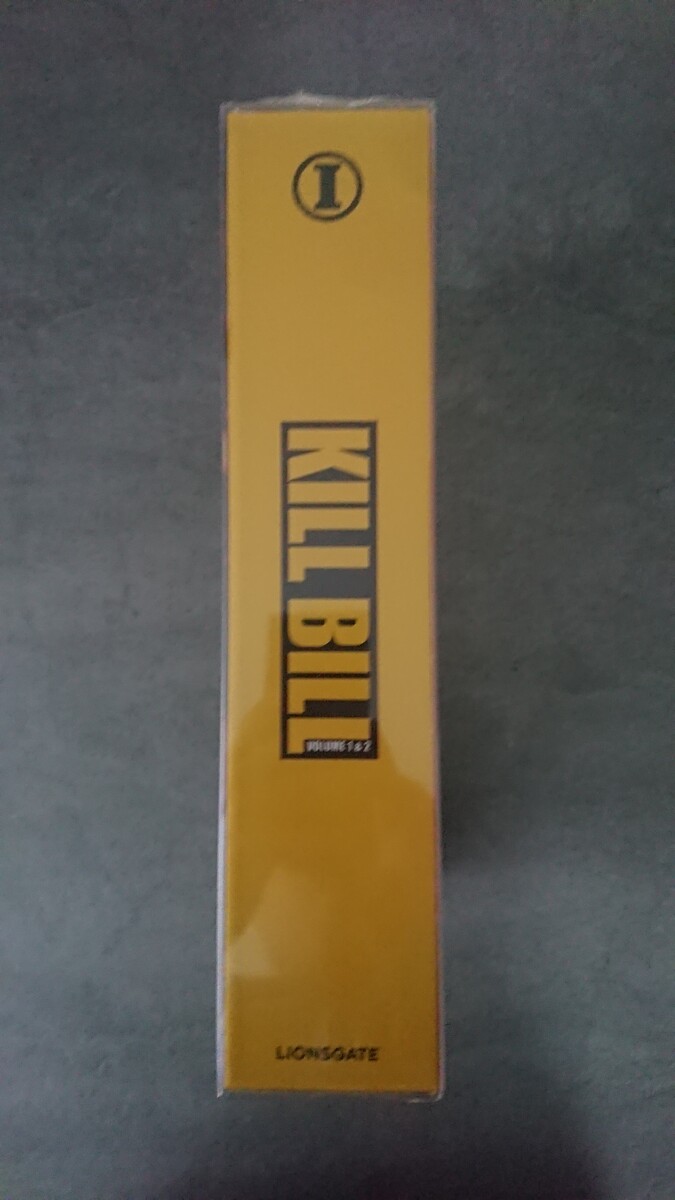 I
KILL BILL
VOLUME 1 & 2
LIONSGATE